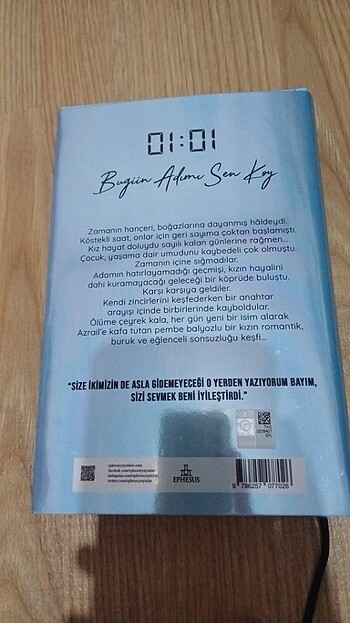 01:01
Bugün Adımı Sen Koy
Zamanın hançeri, boğazlarına dayanmış hâldeydi.
Köstekli saat, onlar için geri sayıma çoktan başlamıştı.
Kız hayat doluydu sayılı kalan günlerine rağmen...
Çocuk, yaşama dair umudunu kaybedeli çok olmuştu.
Zamanın içine sığmadılar.
Adamın hatırlayamadığı geçmişi, kızın hayalini
dahi kuramayacağı geleceği bir köprüde buluştu.
Karşı karşıya geldiler.
Kendi zincirlerini keşfederken bir anahtar
arayışı içinde birbirlerinde kayboldular.
Ölüme çeyrek kala, her gün yeni bir isim alarak
Azrail'e kafa tutan pembe balyozlu bir kızın romantik,
buruk ve eğlenceli sonsuzluğu keşfi...
"SİZE İKİMİZİN DE ASLA GİDEMEYECEĞİ O YERDEN YAZIYORUM BAYIM,
SİZİ SEVMEK BENİ İYİLEŞTİRDİ."
EPHESUS
9 786257 077026